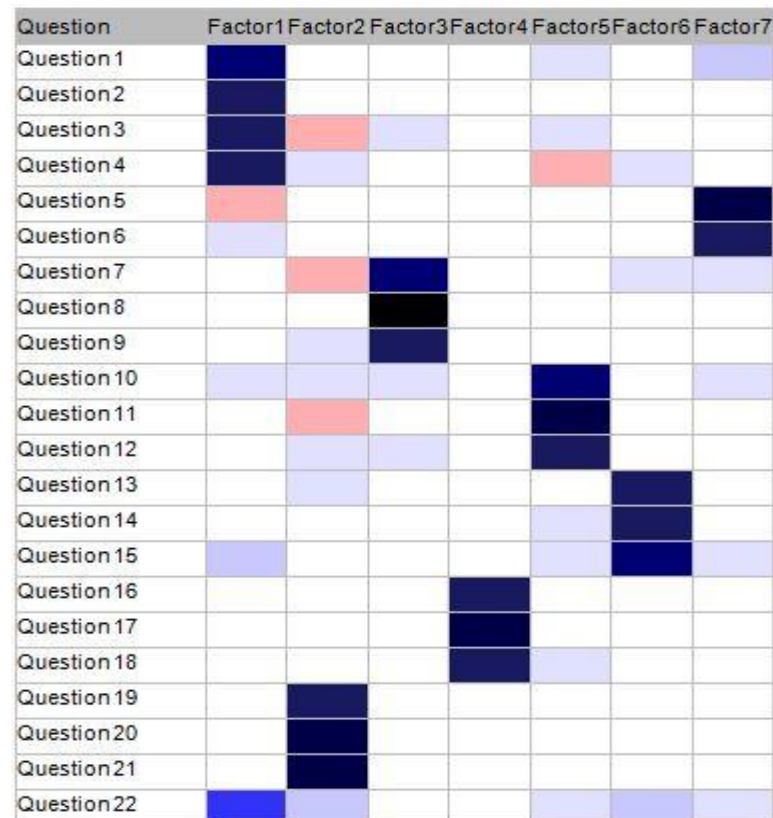 Question Factor1 Factor2 Factor3 Factor4 Factor5 Factor6 Factor7
Question 1
Question 2
Question 3
Question 4
Question 5
Question 6
Question 7
Question 8
Question 9
Question 10
Question 11
Question 12
Question 13
Question 14
Question 15
Question 16
Question 17
Question 18
Question 19
Question 20
Question 21
Question 22